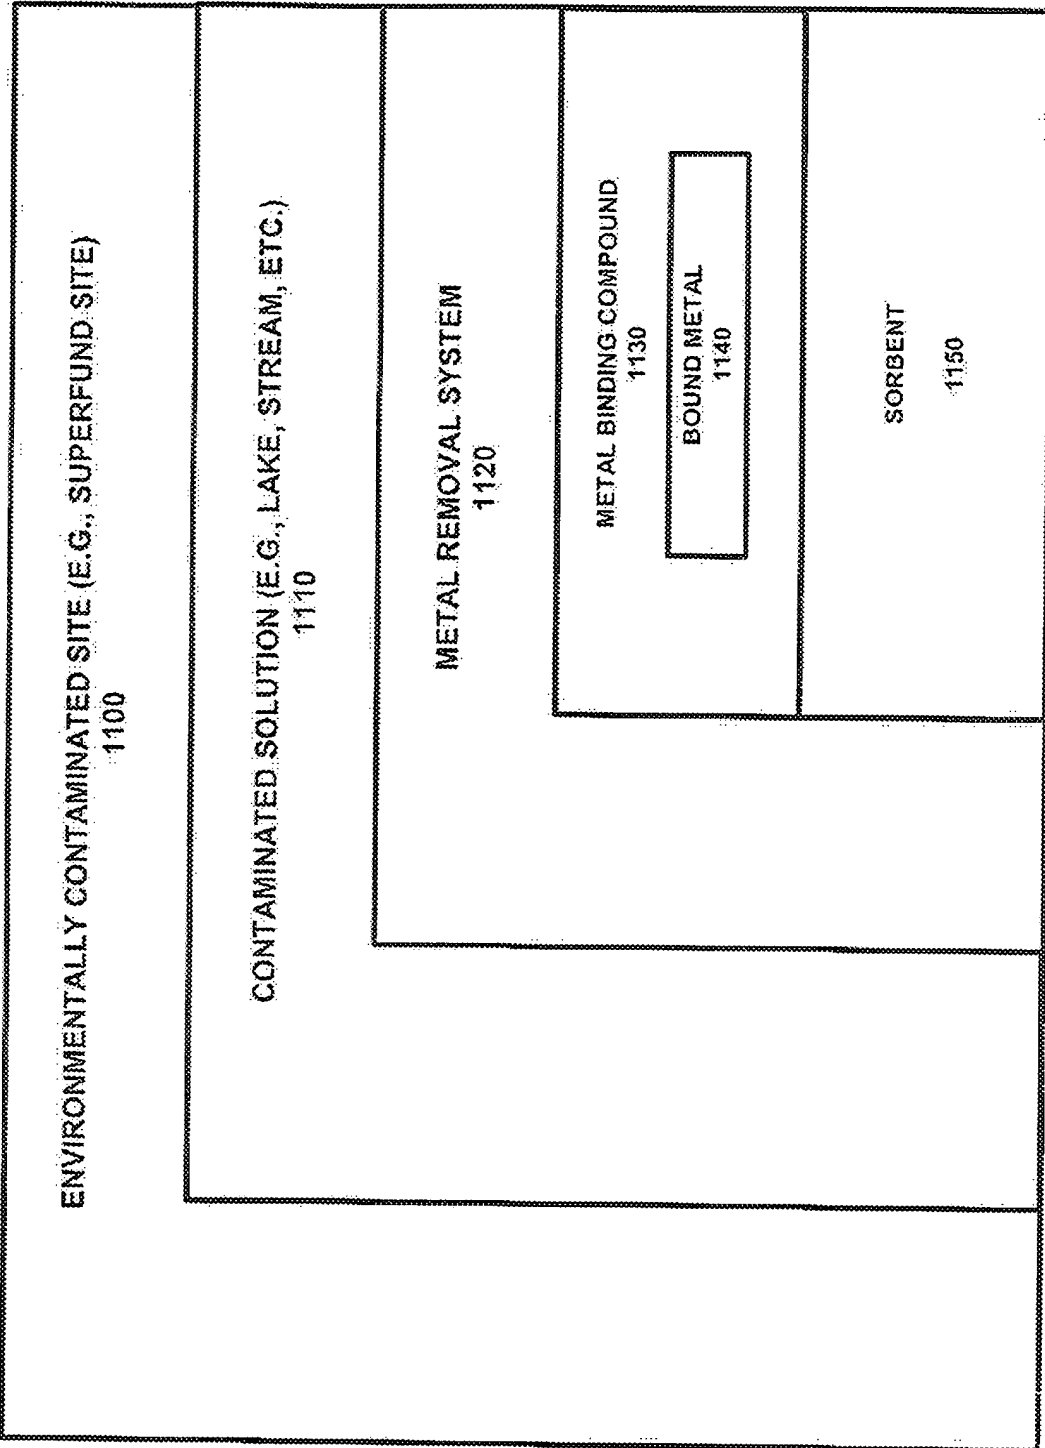 ENVIRONMENTALLY CONTAMINATED SITE (E.G., SUPERFUND SITE)
1100
CONTAMINATED SOLUTION (E.G., LAKE, STREAM, ETC.)
1110
METAL REMOVAL SYSTEM
1120
METAL BINDING COMPOUND
1130
BOUND METAL
1140
SORBENT
1150